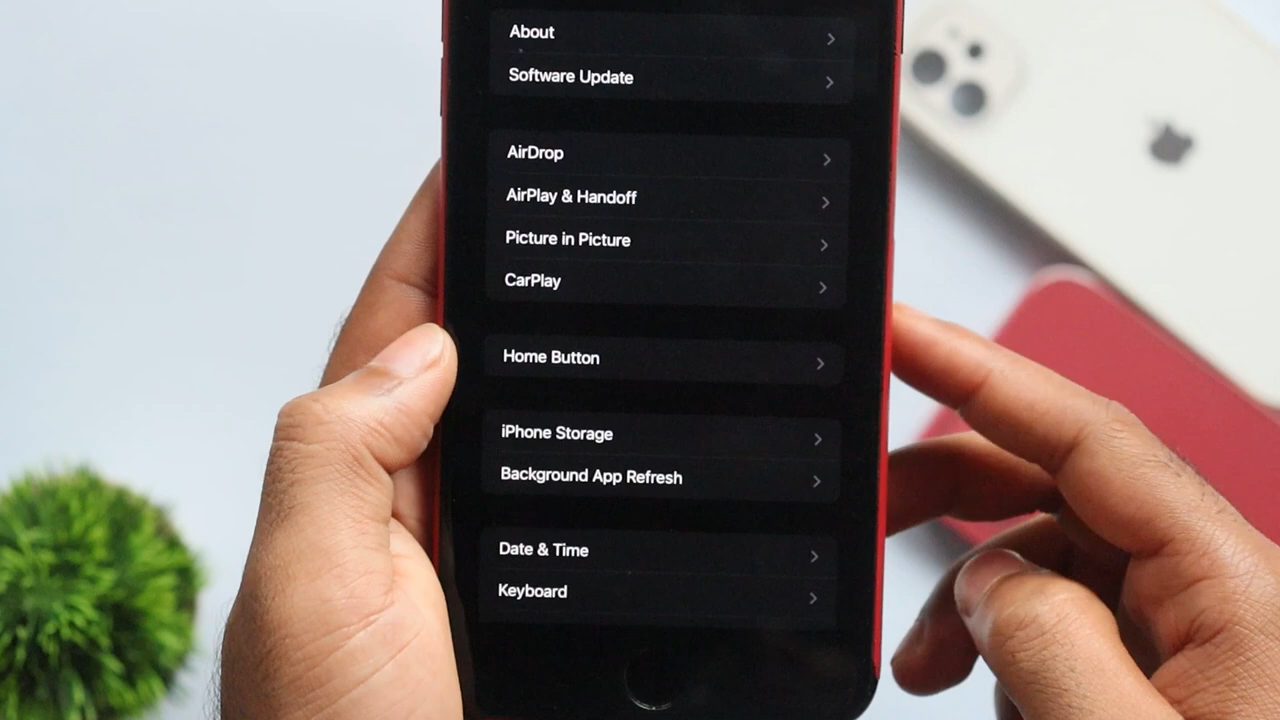 About
Software Update
AirDrop
AirPlay & Handoff
Picture in Picture
CarPlay
Home Button
iPhone Storage
Background App Refresh
Date & Time
Keyboard